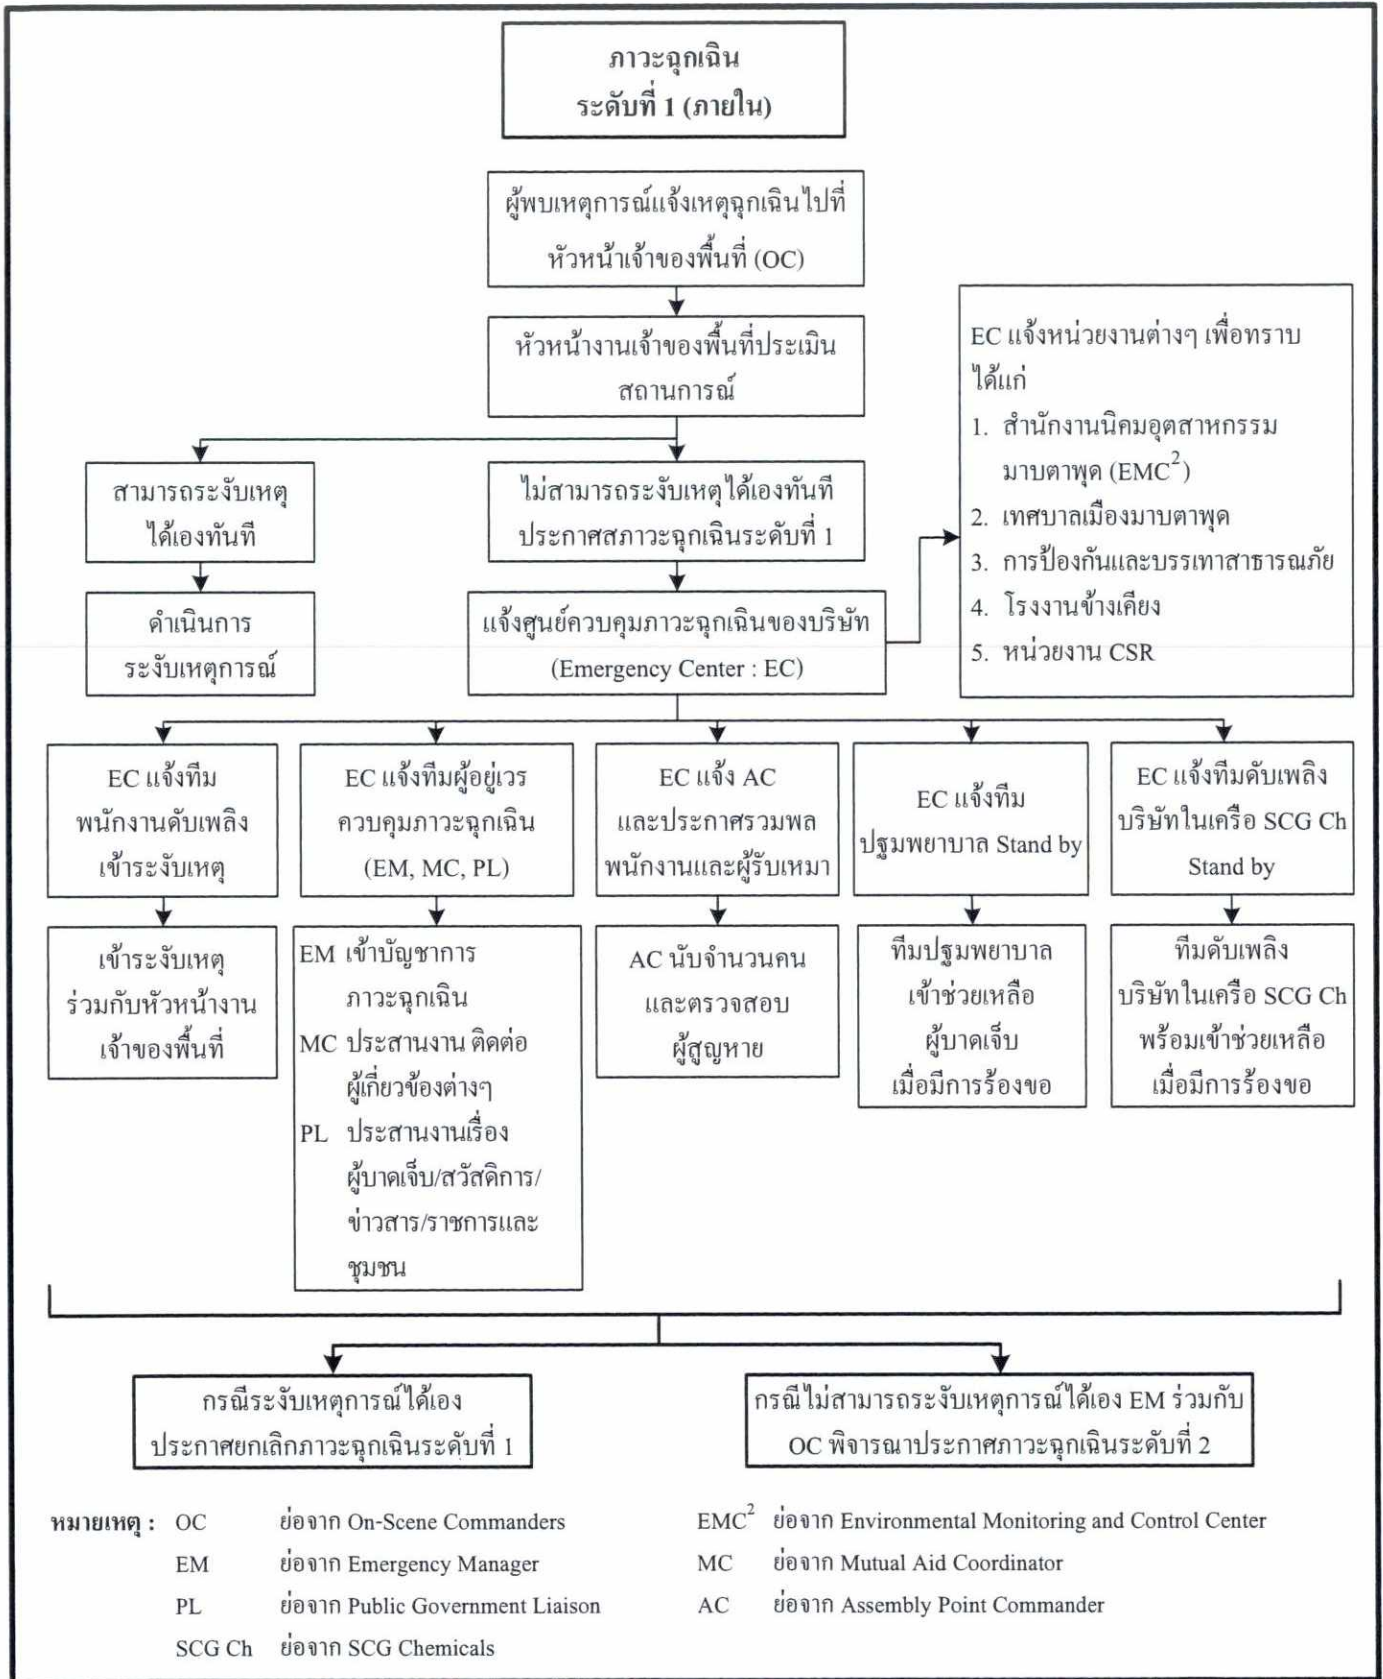 ภาวะฉุกเฉิน
ระดับที่ 1 (ภายใน)
ผู้พบเหตุการณ์แจ้งเหตุฉุกเฉินไปที่
หัวหน้าเจ้าของพื้นที่ (OC)
หัวหน้างานเจ้าของพื้นที่ประเมิน
สถานการณ์
สามารถระงับเหตุ
ได้เองทันที
ไม่สามารถระงับเหตุได้เองทันที
ประกาศสภาวะฉุกเฉินระดับที่ 1
ดำเนินการ
ระงับเหตุการณ์
แจ้งศูนย์ควบคุมภาวะฉุกเฉินของบริษัท
(Emergency Center : EC)
EC แจ้งหน่วยงานต่างๆ เพื่อทราบ
ได้แก่
1. สำนักงานนิคมอุตสาหกรรม
มาบตาพุด (EMC²)
2. เทศบาลเมืองมาบตาพุด
3. การป้องกันและบรรเทาสาธารณภัย
4. โรงงานข้างเคียง
5. หน่วยงาน CSR
EC แจ้งทีม
พนักงานดับเพลิง
เข้าระงับเหตุ
EC แจ้งทีมผู้อยู่เวร
ควบคุมภาวะฉุกเฉิน
(EM, MC, PL)
EC แจ้ง AC
และประกาศรวมพล
พนักงานและผู้รับเหมา
EC แจ้งทีม
ปฐมพยาบาล Stand by
EC แจ้งทีมดับเพลิง
บริษัทในเครือ SCG Ch
Stand by
เข้าระงับเหตุ
ร่วมกับหัวหน้างาน
เจ้าของพื้นที่
EM เข้าบัญชาการ
ภาวะฉุกเฉิน
MC ประสานงาน ติดต่อ
ผู้เกี่ยวข้องต่างๆ
PL ประสานงานเรื่อง
ผู้บาดเจ็บ/สวัสดิการ/
ข่าวสาร/ราชการและ
ชุมชน
AC นับจำนวนคน
และตรวจสอบ
ผู้สูญหาย
ทีมปฐมพยาบาล
เข้าช่วยเหลือ
ผู้บาดเจ็บ
เมื่อมีการร้องขอ
ทีมดับเพลิง
บริษัทในเครือ SCG Ch
พร้อมเข้าช่วยเหลือ
เมื่อมีการร้องขอ
กรณีระงับเหตุการณ์ได้เอง
ประกาศยกเลิกภาวะฉุกเฉินระดับที่ 1
กรณีไม่สามารถระงับเหตุการณ์ได้เอง EM ร่วมกับ
OC พิจารณาประกาศภาวะฉุกเฉินระดับที่ 2
หมายเหตุ : OC ย่อจาก On-Scene Commanders EMC² ย่อจาก Environmental Monitoring and Control Center
EM ย่อจาก Emergency Manager MC ย่อจาก Mutual Aid Coordinator
PL ย่อจาก Public Government Liaison AC ย่อจาก Assembly Point Commander
SCG Ch ย่อจาก SCG Chemicals